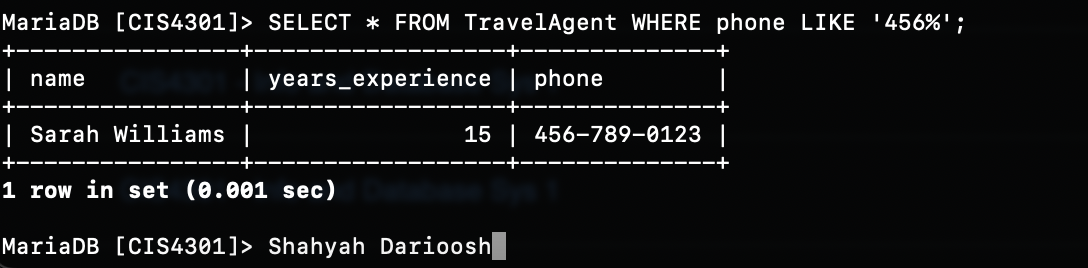 MariaDB [CIS4301]> SELECT * FROM TravelAgent WHERE phone LIKE '456%';
+----------------+------------------+--------------+
| name           | years_experience | phone        |
+----------------+------------------+--------------+
| Sarah Williams |               15 | 456-789-0123 |
+----------------+------------------+--------------+
1 row in set (0.001 sec)
MariaDB [CIS4301]> Shahyah Darioosh